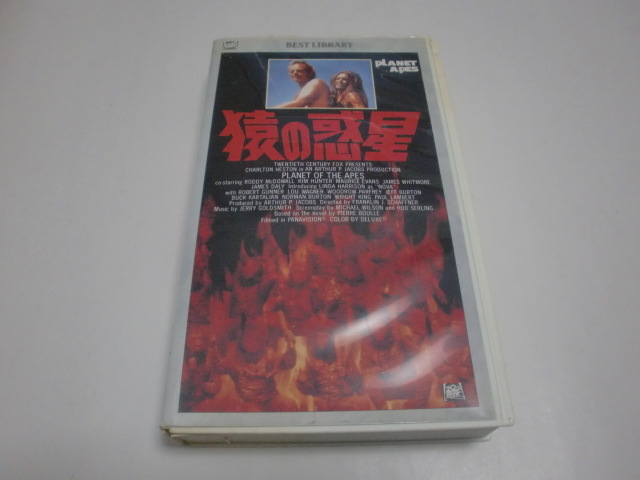 BEST LIBRARY
PLANET
OF THE
APES
猿の惑星
TWENTIETH CENTURY FOX PRESENTS
CHARLTON HESTON IN AN ARTHUR P. JACOBS PRODUCTION
PLANET OF THE APES
co-starring RODDY McDOWALL KIM HUNTER MAURICE EVANS JAMES WHITMORE
JAMES DALY Introducing LINDA HARRISON as "NOVA"
with ROBERT GUNNER LOU WAGNER WOODROW PARFREY JEFF BURTON
BUCK KARTALIAN NORMAN BURTON WRIGHT KING PAUL LAMBERT
Produced by ARTHUR P. JACOBS Directed by FRANKLIN J. SCHAFFNER
Music by JERRY GOLDSMITH Screenplay by MICHAEL WILSON and ROD SERLING
Based on the novel by PIERRE BOULLE
Filmed in PANAVISION® COLOR BY DELUXE®